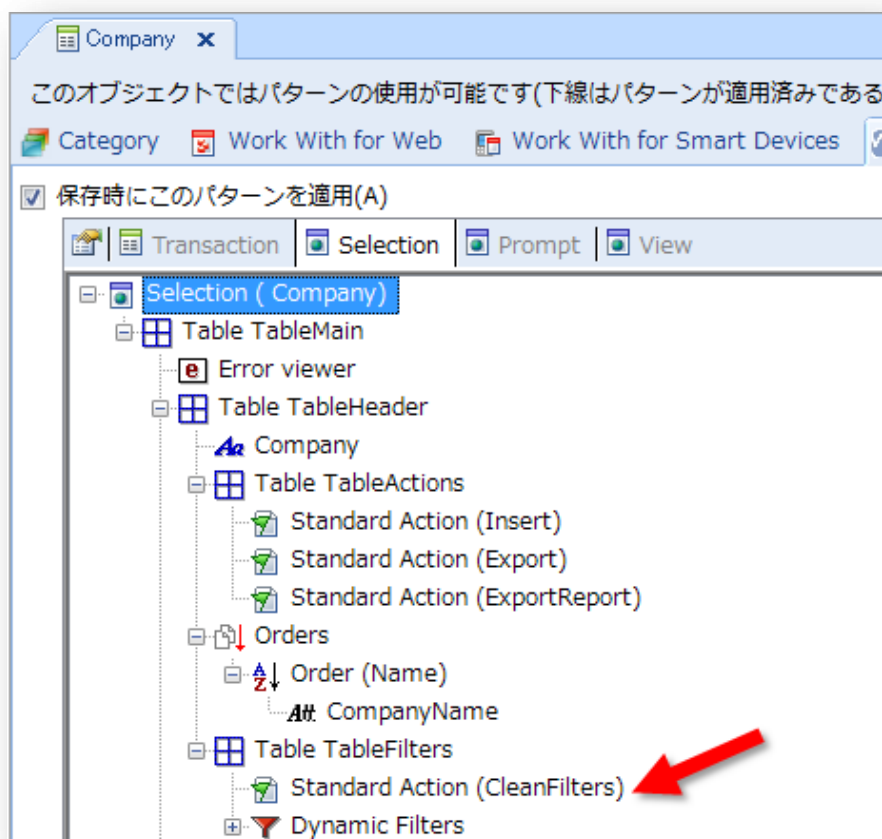 Company
このオブジェクトではパターンの使用が可能です(下線はパターンが適用済みである
Category Work With for Web Work With for Smart Devices
保存時にこのパターンを適用(A)
Transaction Selection Prompt View
Selection ( Company)
Table TableMain
Error viewer
Table TableHeader
Company
Table TableActions
Standard Action (Insert)
Standard Action (Export)
Standard Action (ExportReport)
Orders
Order (Name)
CompanyName
Table TableFilters
Standard Action (CleanFilters)
Dynamic Filters